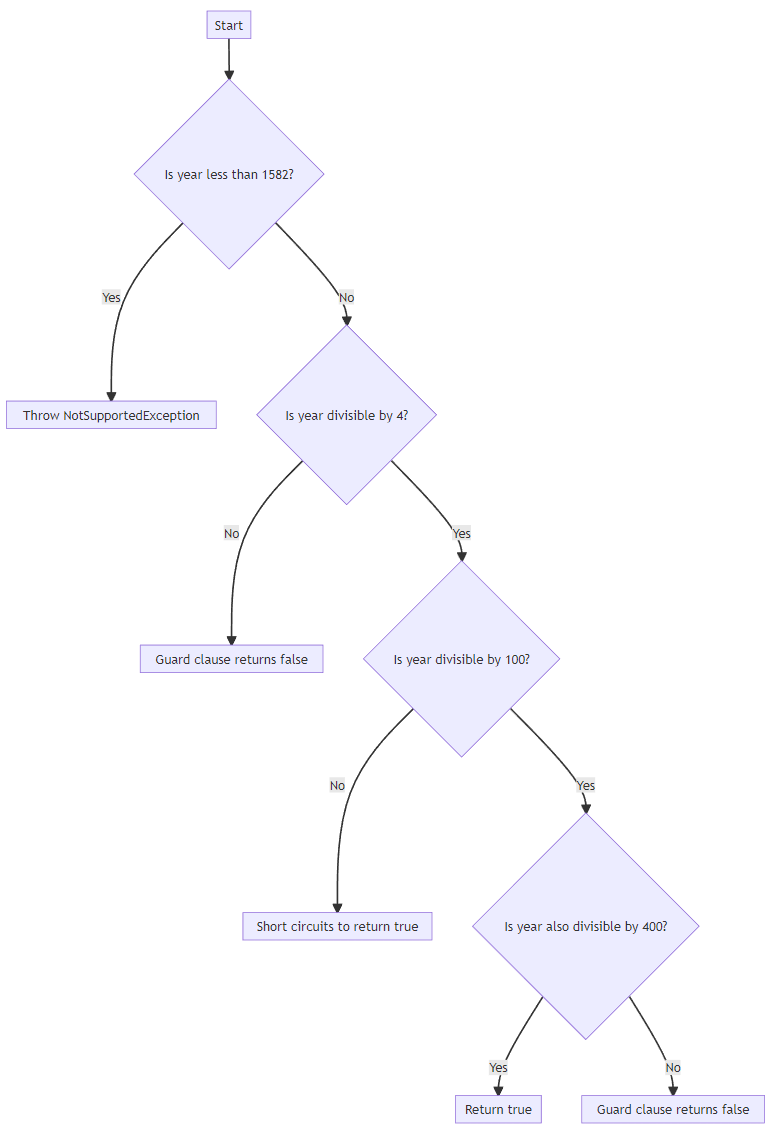 Start
Is year less than 1582?
Yes
No
Throw NotSupportedException
Is year divisible by 4?
No
Yes
Guard clause returns false
Is year divisible by 100?
No
Yes
Short circuits to return true
Is year also divisible by 400?
Yes
No
Return true
Guard clause returns false